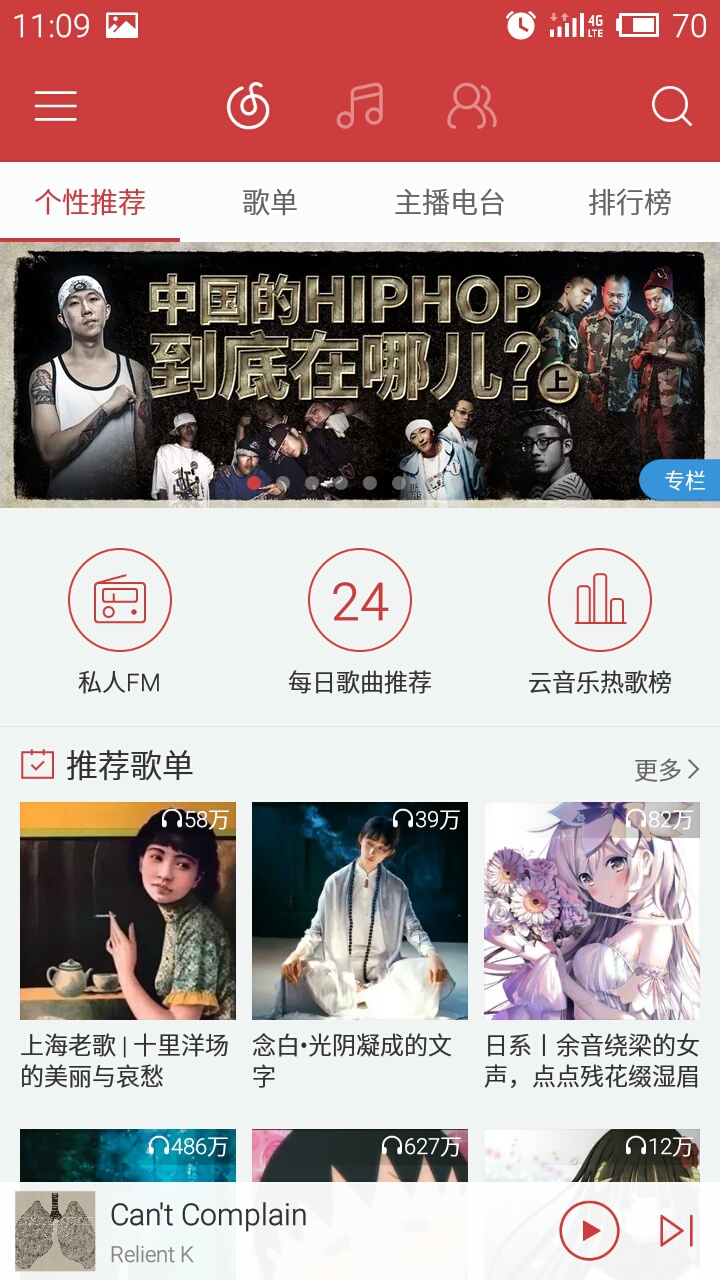 11:09
4G
LTE
70
个性推荐
歌单
主播电台
排行榜
中国的HIPHOP
到底在哪儿?
上
专栏
24
私人FM
每日歌曲推荐
云音乐热歌榜
推荐歌单
更多
58万
39万
82万
上海老歌 | 十里洋场
的美丽与哀愁
念白•光阴凝成的文
字
日系丨余音绕梁的女
声，点点残花缀湿眉
486万
627万
12万
Can't Complain
Relient K